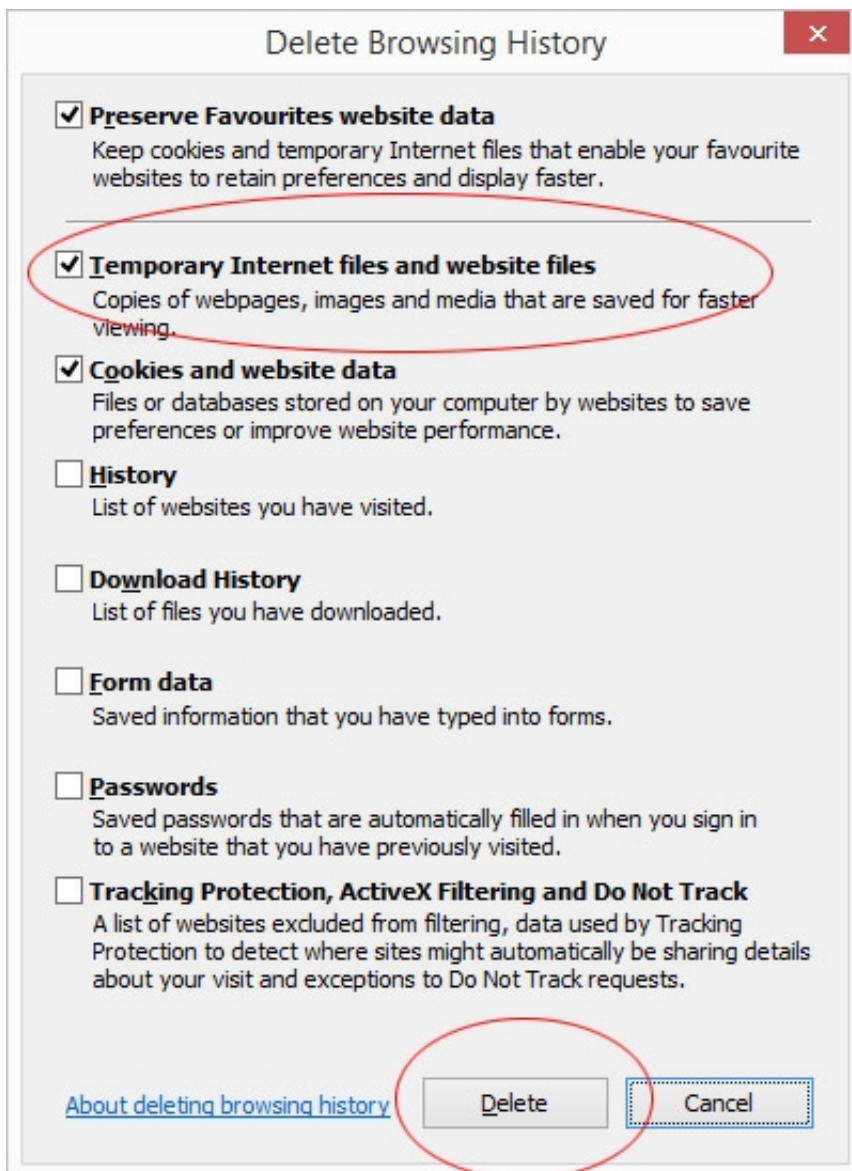 Delete Browsing History
Preserve Favourites website data
Keep cookies and temporary Internet files that enable your favourite
websites to retain preferences and display faster.
Temporary Internet files and website files
Copies of webpages, images and media that are saved for faster
viewing.
Cookies and website data
Files or databases stored on your computer by websites to save
preferences or improve website performance.
History
List of websites you have visited.
Download History
List of files you have downloaded.
Form data
Saved information that you have typed into forms.
Passwords
Saved passwords that are automatically filled in when you sign in
to a website that you have previously visited.
Tracking Protection, ActiveX Filtering and Do Not Track
A list of websites excluded from filtering, data used by Tracking
Protection to detect where sites might automatically be sharing details
about your visit and exceptions to Do Not Track requests.
About deleting browsing history Delete Cancel